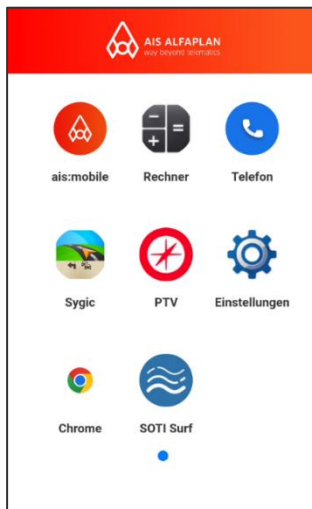 AIS ALFAPLAN
way beyond telematics
ais:mobile Rechner Telefon
Sygic PTV Einstellungen
Chrome SOTI Surf